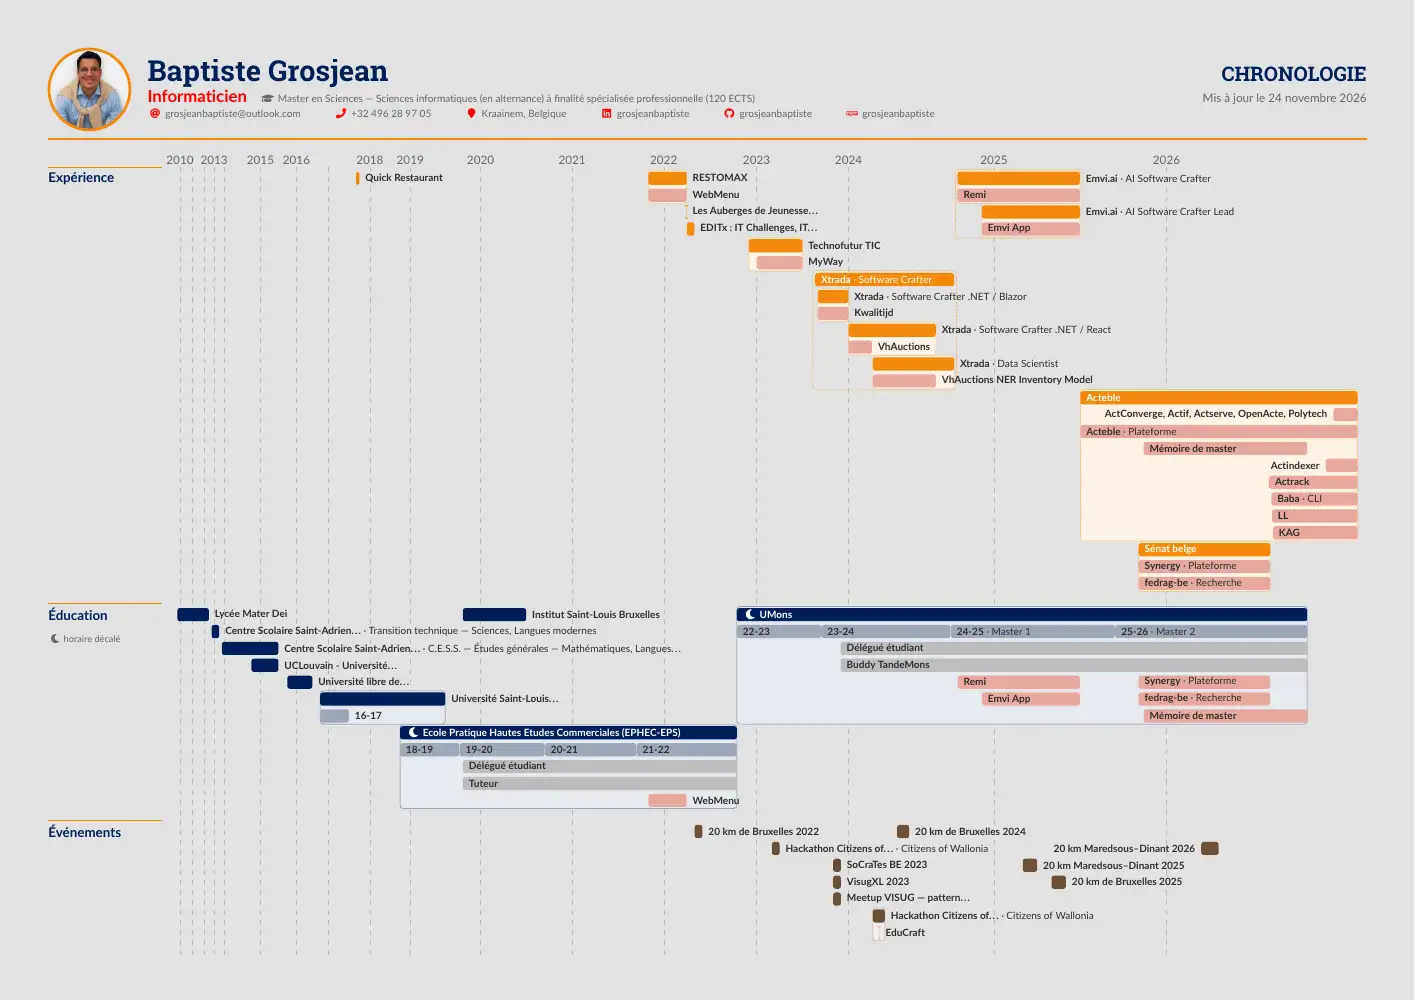 Baptiste Grosjean
CHRONOLOGIE
Informaticien Master en Sciences — Sciences informatiques (en alternance) à finalité spécialisée professionnelle (120 ECTS)
Mis à jour le 24 novembre 2026
grosjeanbaptiste@outlook.com +32 496 28 97 05 Kraainem, Belgique grosjeanbaptiste grosjeanbaptiste grosjeanbaptiste
2010 2013 2015 2016 2018 2019 2020 2021 2022 2023 2024 2025 2026
Expérience
Quick Restaurant
RESTOMAX
Emvi.ai · AI Software Crafter
WebMenu
Remi
Les Auberges de Jeunesse…
Emvi.ai · AI Software Crafter Lead
EDITx : IT Challenges, IT…
Emvi App
Technofutur TIC
MyWay
Xtrada · Software Crafter
Xtrada · Software Crafter .NET / Blazor
Kwalitijd
Xtrada · Software Crafter .NET / React
VhAuctions
Xtrada · Data Scientist
VhAuctions NER Inventory Model
Acteble
ActConverge, Actif, Actserve, OpenActe, Polytech
Acteble · Plateforme
Mémoire de master
Actindexer
Actrack
Baba · CLI
LL
KAG
Sénat belge
Synergy · Plateforme
fedrag-be · Recherche
Éducation
horaire décalé
Lycée Mater Dei
Institut Saint-Louis Bruxelles
UMons
Centre Scolaire Saint-Adrien… · Transition technique — Sciences, Langues modernes
22-23 23-24 24-25 · Master 1 25-26 · Master 2
Centre Scolaire Saint-Adrien… · C.E.S.S. — Études générales — Mathématiques, Langues…
Délégué étudiant
UCLouvain - Université…
Buddy TandeMons
Université libre de…
Remi
Synergy · Plateforme
Université Saint-Louis…
Emvi App
fedrag-be · Recherche
16-17
Mémoire de master
Ecole Pratique Hautes Etudes Commerciales (EPHEC-EPS)
18-19 19-20 20-21 21-22
Délégué étudiant
Tuteur
WebMenu
Événements
20 km de Bruxelles 2022
20 km de Bruxelles 2024
Hackathon Citizens of… · Citizens of Wallonia
20 km Maredsous–Dinant 2026
SoCraTes BE 2023
20 km Maredsous–Dinant 2025
VisugXL 2023
20 km de Bruxelles 2025
Meetup VISUG — pattern…
Hackathon Citizens of… · Citizens of Wallonia
EduCraft